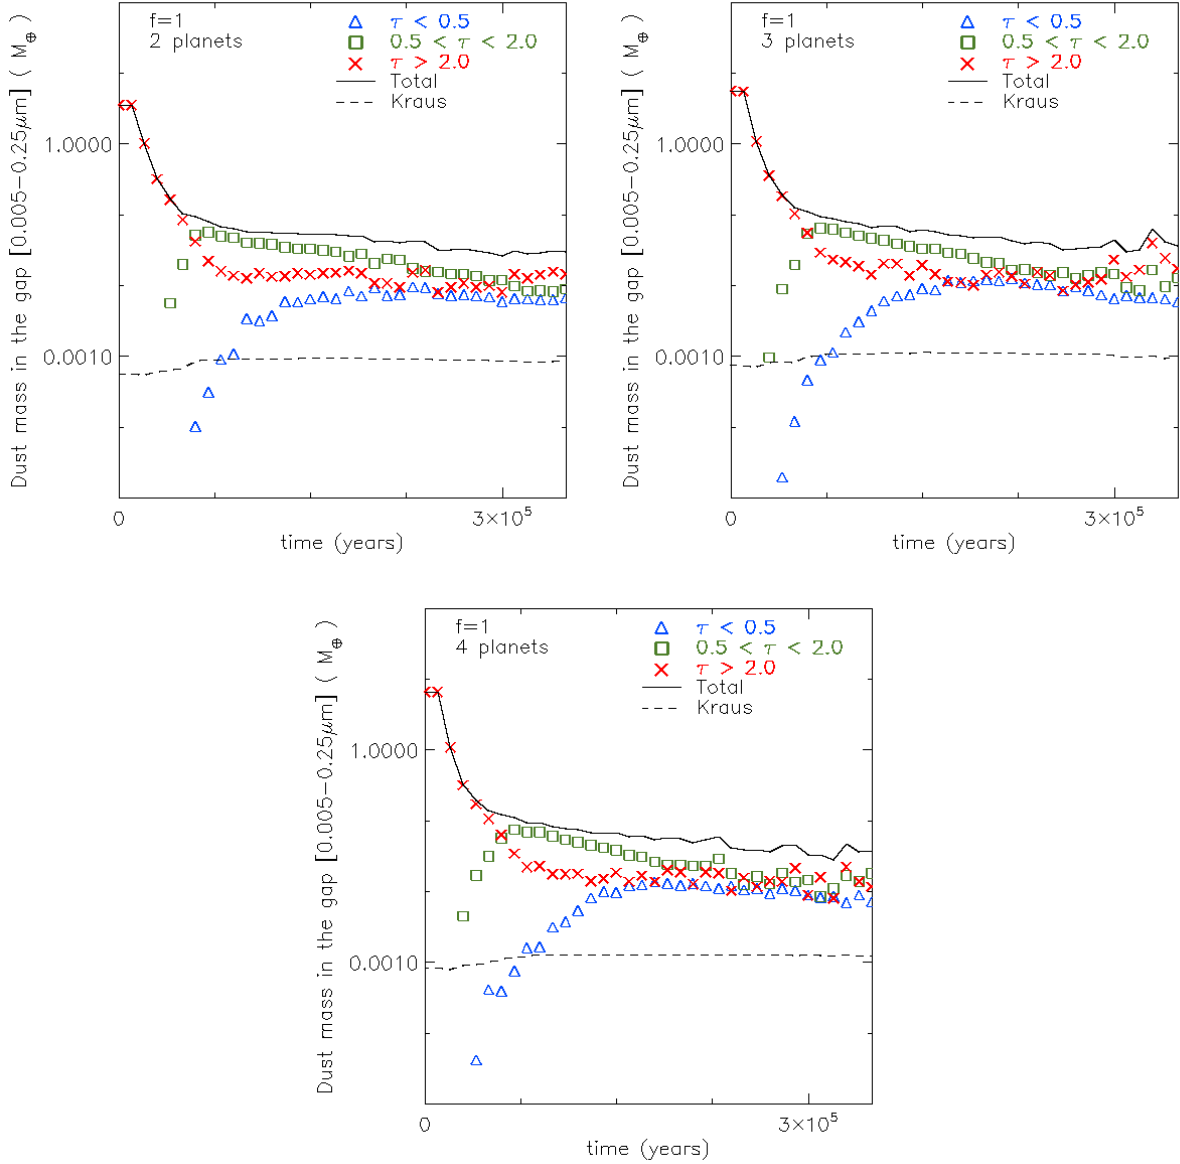 f=1
2 planets
τ < 0.5
0.5 < τ < 2.0
τ > 2.0
Total
Kraus
Dust mass in the gap [0.005−0.25μm] ( M⊕ )
1.0000
0.0010
0
3×10⁵
time (years)
f=1
3 planets
τ < 0.5
0.5 < τ < 2.0
τ > 2.0
Total
Kraus
Dust mass in the gap [0.005−0.25μm] ( M⊕ )
1.0000
0.0010
0
3×10⁵
time (years)
f=1
4 planets
τ < 0.5
0.5 < τ < 2.0
τ > 2.0
Total
Kraus
Dust mass in the gap [0.005−0.25μm] ( M⊕ )
1.0000
0.0010
0
3×10⁵
time (years)